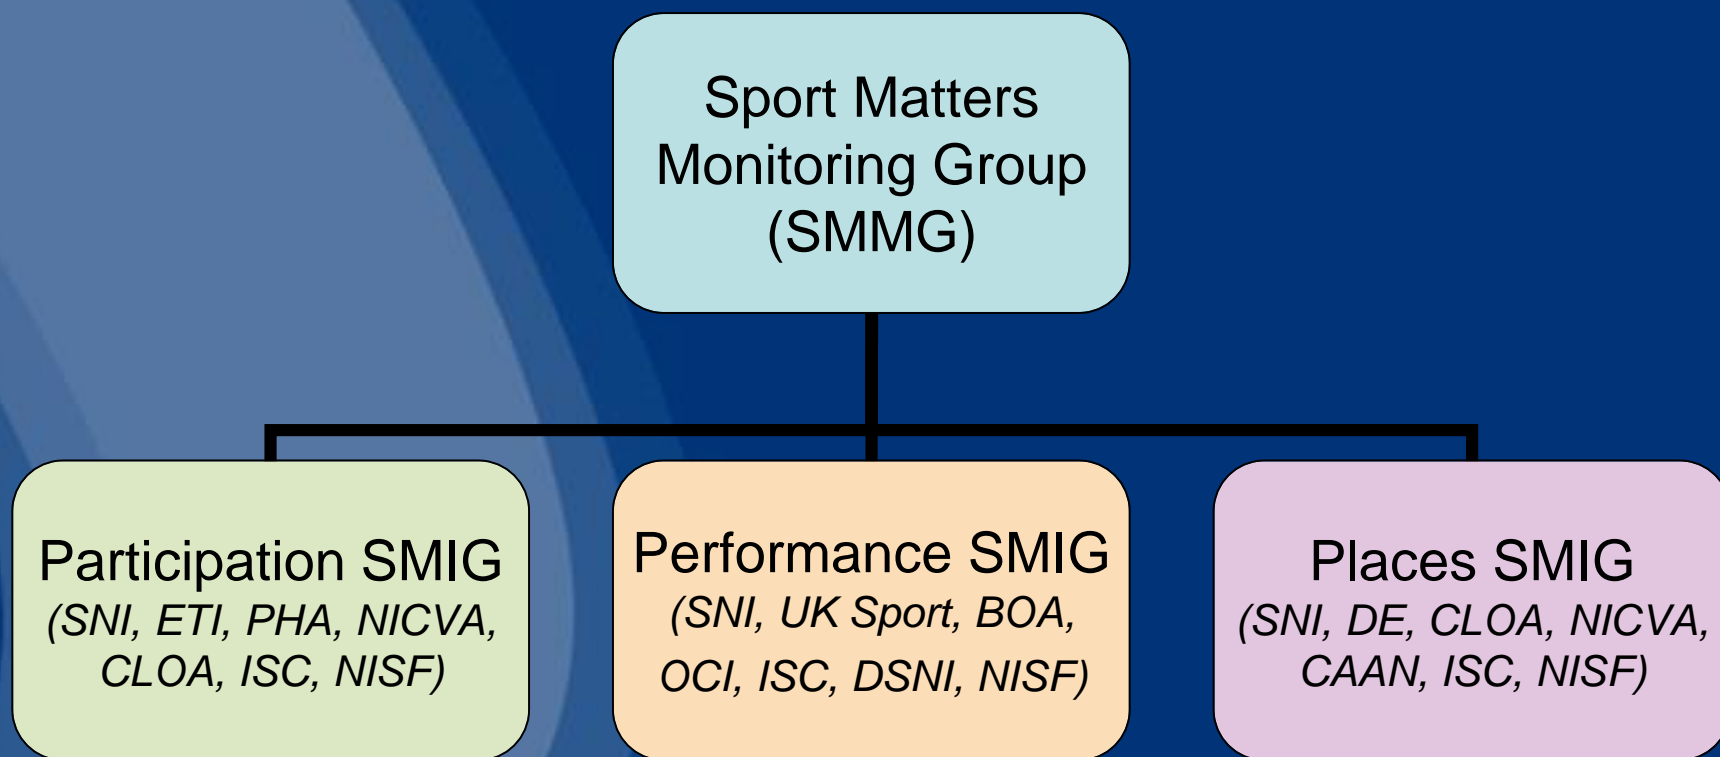 Sport Matters
Monitoring Group
(SMMG)
Participation SMIG
(SNI, ETI, PHA, NICVA,
CLOA, ISC, NISF)
Performance SMIG
(SNI, UK Sport, BOA,
OCI, ISC, DSNI, NISF)
Places SMIG
(SNI, DE, CLOA, NICVA,
CAAN, ISC, NISF)